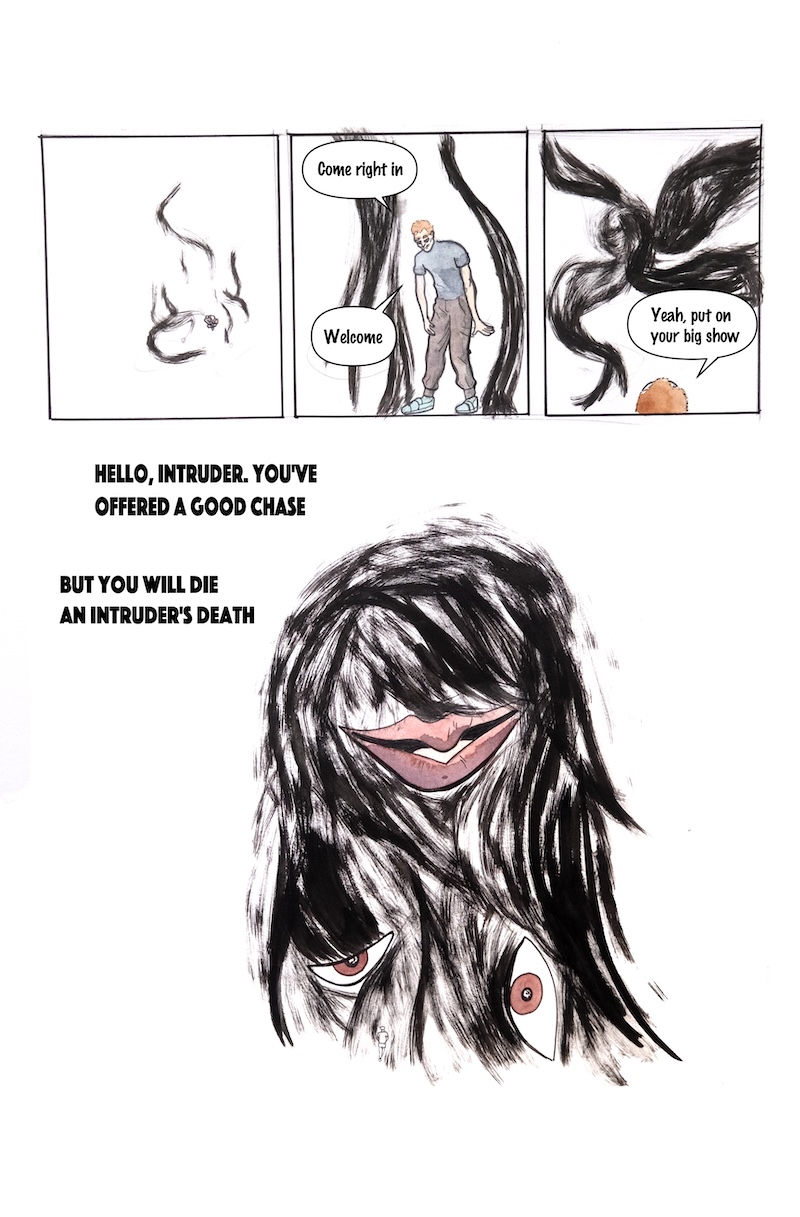 Come right in
Welcome
Yeah, put on
your big show
HELLO, INTRUDER. YOU'VE
OFFERED A GOOD CHASE
BUT YOU WILL DIE
AN INTRUDER'S DEATH